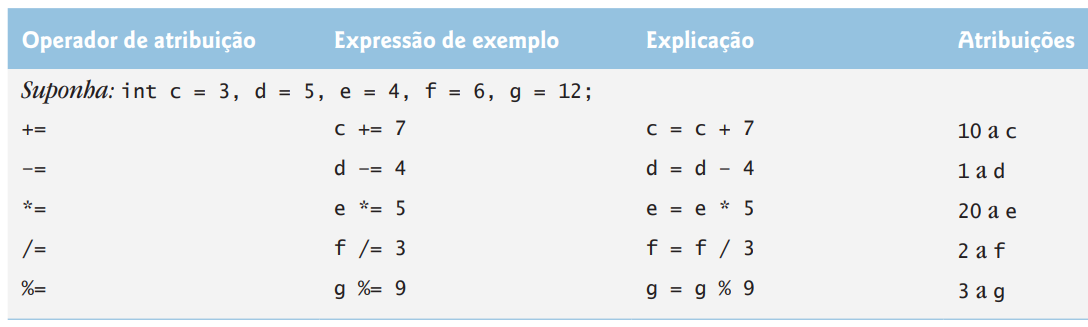 Operador de atribuição Expressão de exemplo Explicação Atribuições
Suponha: int c = 3, d = 5, e = 4, f = 6, g = 12;
+= c += 7 c = c + 7 10 a c
-= d -= 4 d = d - 4 1 a d
*= e *= 5 e = e * 5 20 a e
/= f /= 3 f = f / 3 2 a f
%= g %= 9 g = g % 9 3 a g